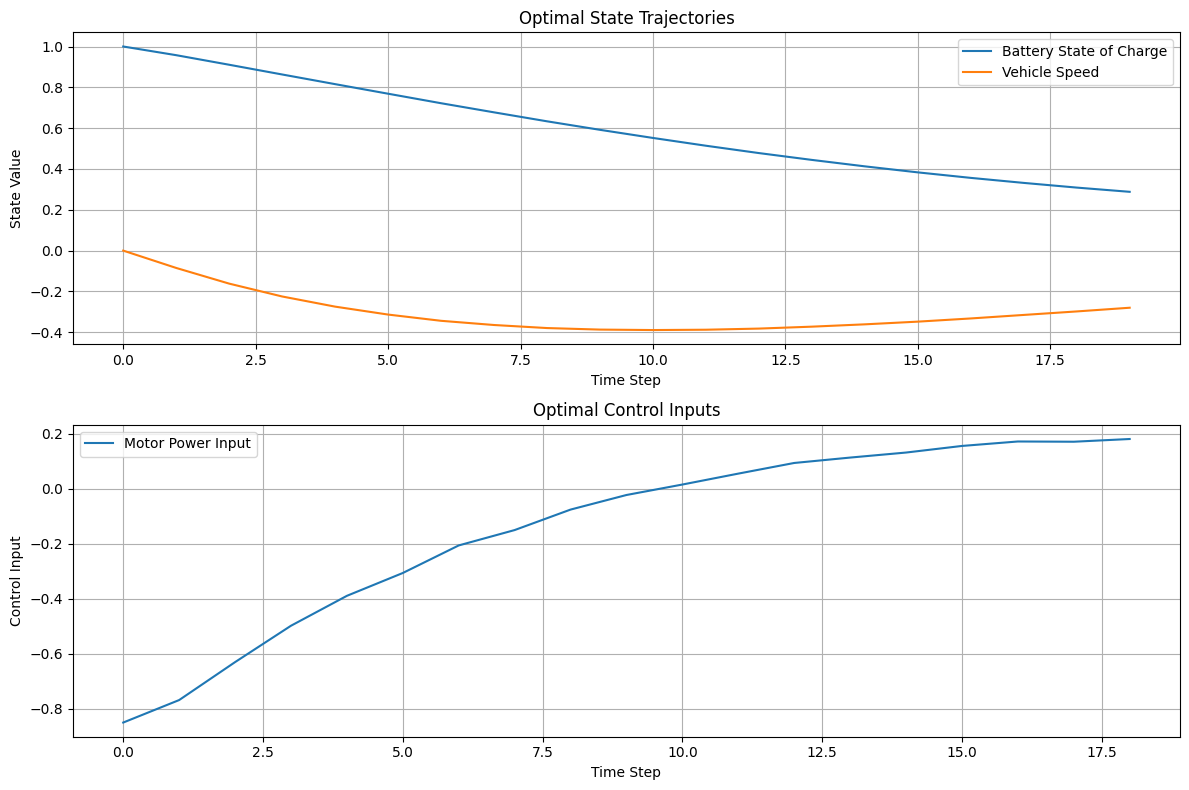 Optimal State Trajectories
State Value
1.0
0.8
0.6
0.4
0.2
0.0
−0.2
−0.4
Battery State of Charge
Vehicle Speed
0.0 2.5 5.0 7.5 10.0 12.5 15.0 17.5
Time Step
Optimal Control Inputs
Control Input
0.2
0.0
−0.2
−0.4
−0.6
−0.8
Motor Power Input
0.0 2.5 5.0 7.5 10.0 12.5 15.0 17.5
Time Step